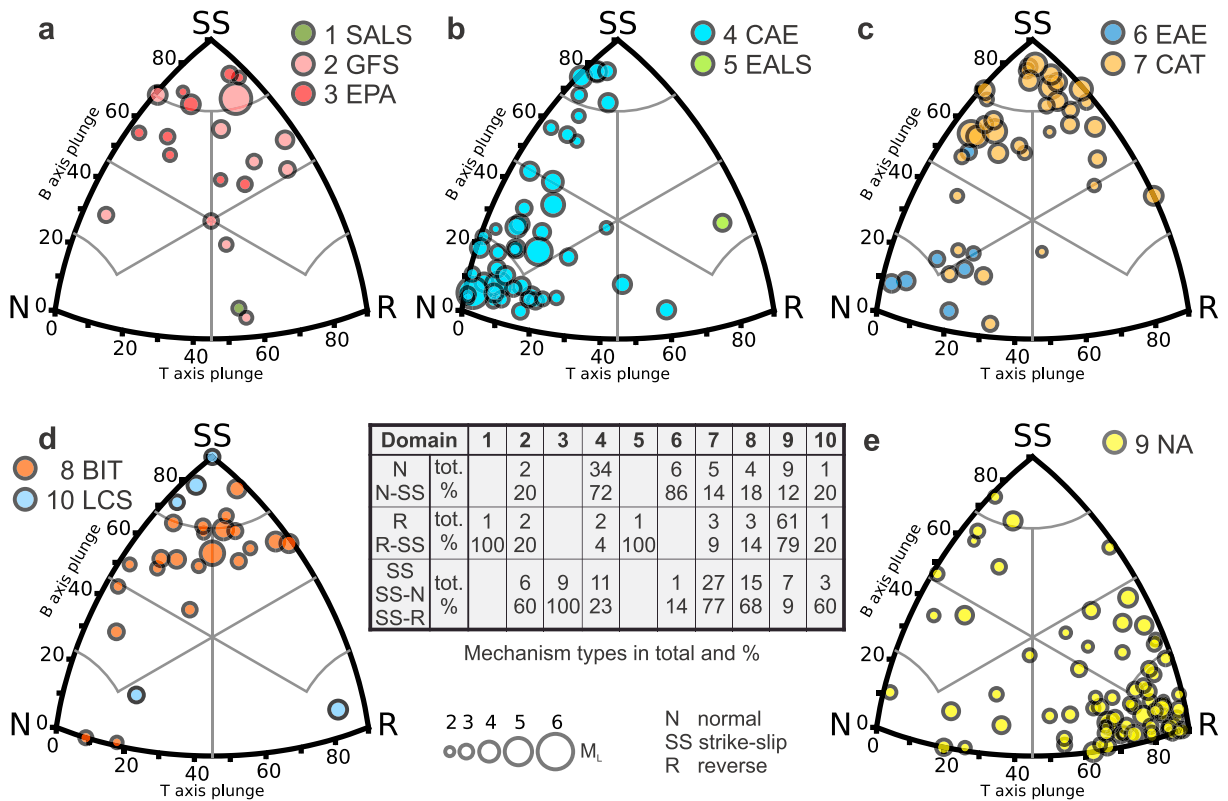 a
SS
1 SALS
2 GFS
3 EPA
B axis plunge
80
60
40
20
0
N
R
0
20
40
60
80
T axis plunge
b
SS
4 CAE
5 EALS
B axis plunge
80
60
40
20
0
N
R
0
20
40
60
80
T axis plunge
c
SS
6 EAE
7 CAT
B axis plunge
80
60
40
20
0
N
R
0
20
40
60
80
T axis plunge
d
SS
8 BIT
10 LCS
B axis plunge
80
60
40
20
0
N
R
0
20
40
60
80
T axis plunge
Domain 1 2 3 4 5 6 7 8 9 10
N tot. 2 34 6 5 4 9 1
N-SS % 20 72 86 14 18 12 20
R tot. 1 2 2 1 3 3 61 1
R-SS % 100 20 4 100 9 14 79 20
SS
SS-N tot. 6 9 11 1 27 15 7 3
SS-R % 60 100 23 14 77 68 9 60
Mechanism types in total and %
2 3 4 5 6
ML
N normal
SS strike-slip
R reverse
e
SS
9 NA
B axis plunge
80
60
40
20
0
N
R
0
20
40
60
80
T axis plunge